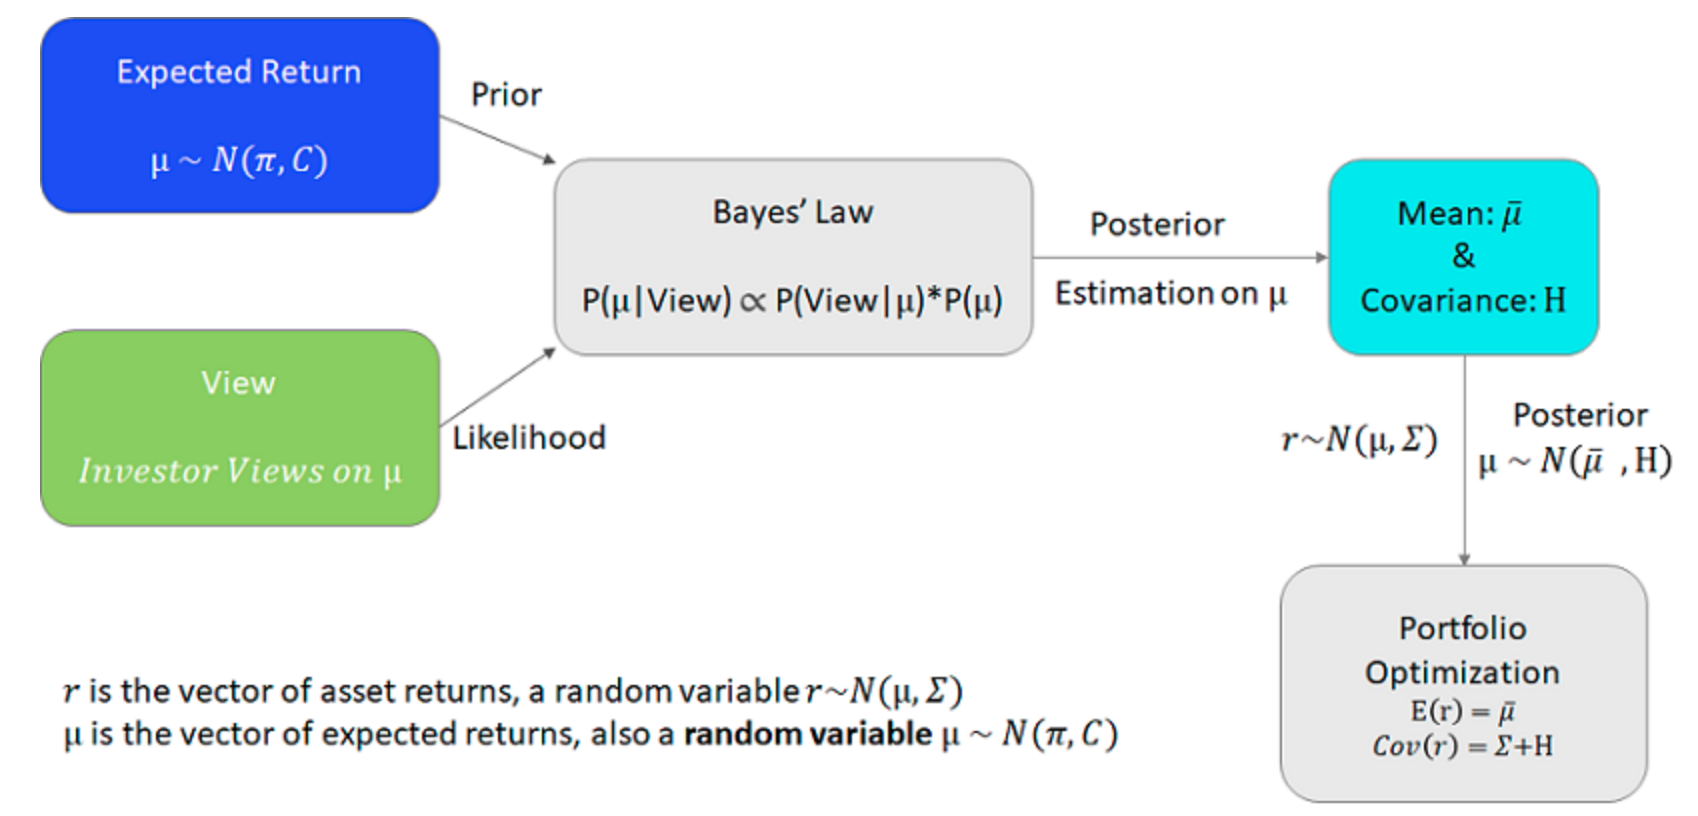 Expected Return
μ ~ N(π, C)
Prior
View
Investor Views on μ
Likelihood
Bayes’ Law
P(μ|View) ∝ P(View|μ)*P(μ)
Posterior
Estimation on μ
Mean: μ̄
&
Covariance: H
r~N(μ, Σ)
Posterior
μ ~ N(μ̄ , H)
Portfolio
Optimization
E(r) = μ̄
Cov(r) = Σ+H
r is the vector of asset returns, a random variable r~N(μ, Σ)
μ is the vector of expected returns, also a random variable μ ~ N(π, C)